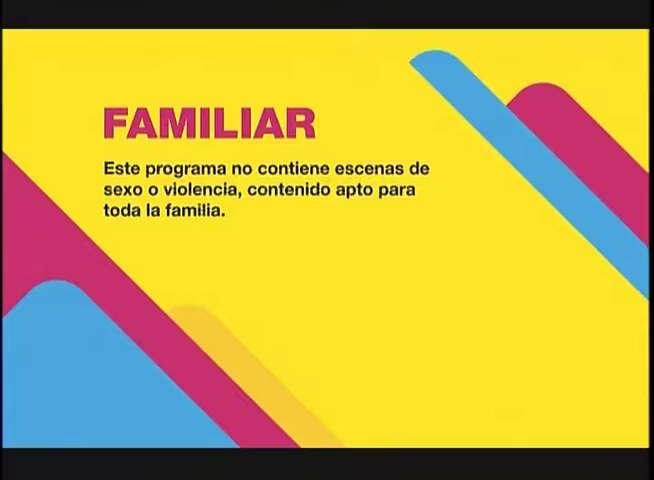 FAMILIAR
Este programa no contiene escenas de
sexo o violencia, contenido apto para
toda la familia.